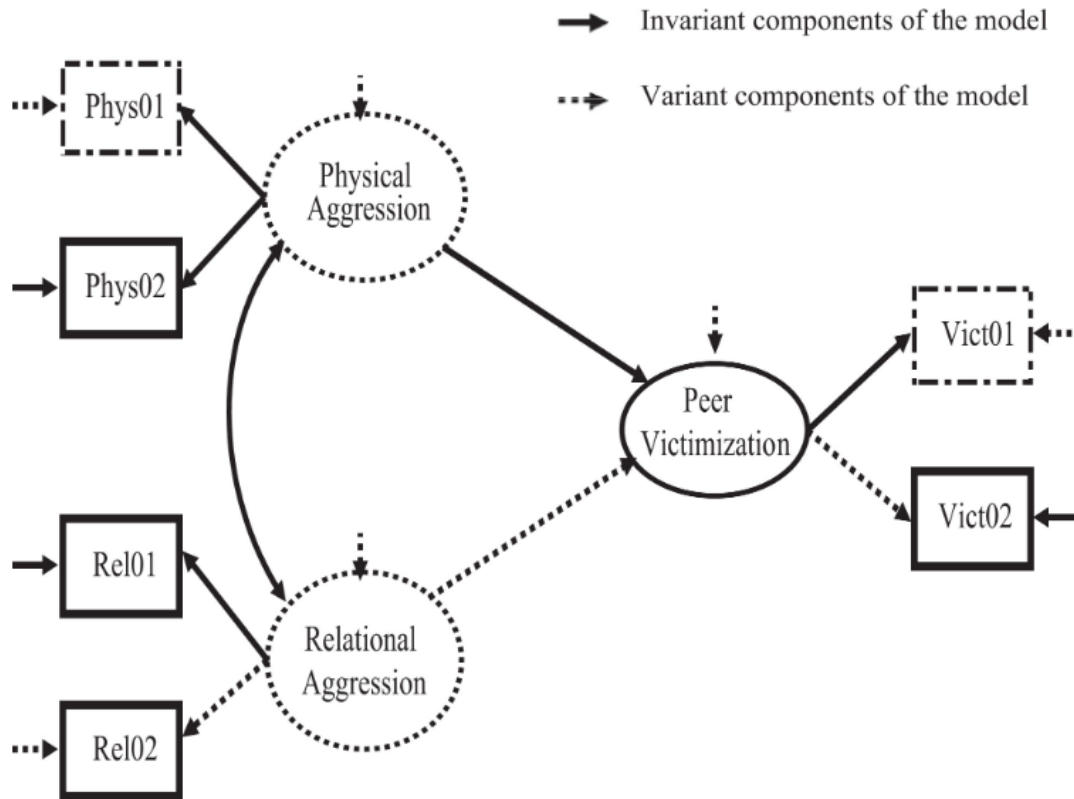 Invariant components of the model
Variant components of the model
Phys01
Physical
Aggression
Phys02
Vict01
Peer
Victimization
Vict02
Rel01
Relational
Aggression
Rel02